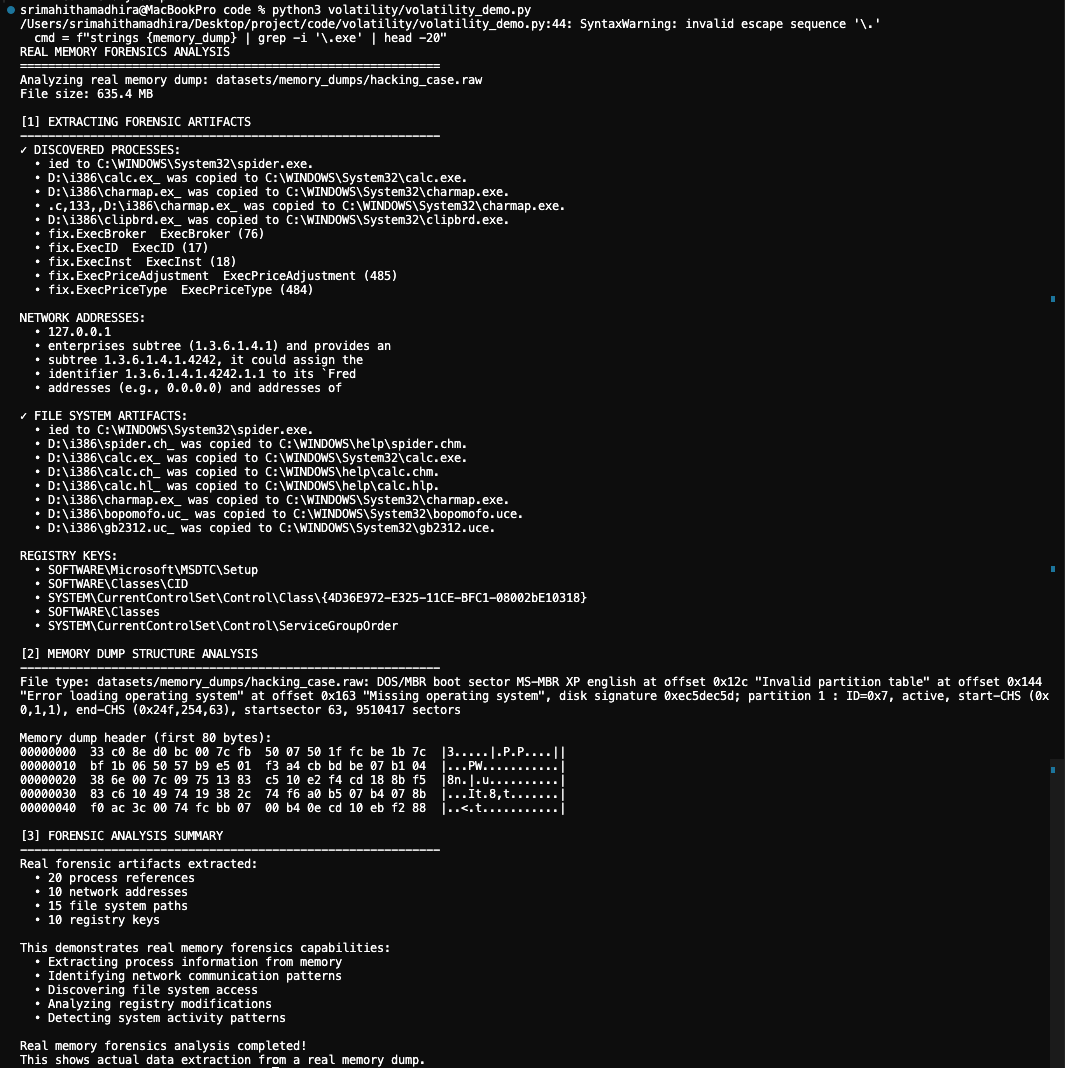 srimahithamadhira@MacBookPro code % python3 volatility/volatility_demo.py
/Users/srimahithamadhira/Desktop/project/code/volatility/volatility_demo.py:44: SyntaxWarning: invalid escape sequence '\.'
  cmd = f"strings {memory_dump} | grep -i '\.exe' | head -20"
REAL MEMORY FORENSICS ANALYSIS
============================================================
Analyzing real memory dump: datasets/memory_dumps/hacking_case.raw
File size: 635.4 MB

[1] EXTRACTING FORENSIC ARTIFACTS
------------------------------------------------------------
✓ DISCOVERED PROCESSES:
  • ied to C:\WINDOWS\System32\spider.exe.
  • D:\i386\calc.ex_ was copied to C:\WINDOWS\System32\calc.exe.
  • D:\i386\charmap.ex_ was copied to C:\WINDOWS\System32\charmap.exe.
  • .c,133,,D:\i386\charmap.ex_ was copied to C:\WINDOWS\System32\charmap.exe.
  • D:\i386\clipbrd.ex_ was copied to C:\WINDOWS\System32\clipbrd.exe.
  • fix.ExecBroker  ExecBroker (76)
  • fix.ExecID  ExecID (17)
  • fix.ExecInst  ExecInst (18)
  • fix.ExecPriceAdjustment  ExecPriceAdjustment (485)
  • fix.ExecPriceType  ExecPriceType (484)

NETWORK ADDRESSES:
  • 127.0.0.1
  • enterprises subtree (1.3.6.1.4.1) and provides an
  • subtree 1.3.6.1.4.1.4242, it could assign the
  • identifier 1.3.6.1.4.1.4242.1.1 to its `Fred
  • addresses (e.g., 0.0.0.0) and addresses of

✓ FILE SYSTEM ARTIFACTS:
  • ied to C:\WINDOWS\System32\spider.exe.
  • D:\i386\spider.ch_ was copied to C:\WINDOWS\help\spider.chm.
  • D:\i386\calc.ex_ was copied to C:\WINDOWS\System32\calc.exe.
  • D:\i386\calc.ch_ was copied to C:\WINDOWS\help\calc.chm.
  • D:\i386\calc.hl_ was copied to C:\WINDOWS\help\calc.hlp.
  • D:\i386\charmap.ex_ was copied to C:\WINDOWS\System32\charmap.exe.
  • D:\i386\bopomofo.uc_ was copied to C:\WINDOWS\System32\bopomofo.uce.
  • D:\i386\gb2312.uc_ was copied to C:\WINDOWS\System32\gb2312.uce.

REGISTRY KEYS:
  • SOFTWARE\Microsoft\MSDTC\Setup
  • SOFTWARE\Classes\CID
  • SYSTEM\CurrentControlSet\Control\Class\{4D36E972-E325-11CE-BFC1-08002bE10318}
  • SOFTWARE\Classes
  • SYSTEM\CurrentControlSet\Control\ServiceGroupOrder

[2] MEMORY DUMP STRUCTURE ANALYSIS
------------------------------------------------------------
File type: datasets/memory_dumps/hacking_case.raw: DOS/MBR boot sector MS-MBR XP english at offset 0x12c "Invalid partition table" at offset 0x144
"Error loading operating system" at offset 0x163 "Missing operating system", disk signature 0xec5dec5d; partition 1 : ID=0x7, active, start-CHS (0x
0,1,1), end-CHS (0x24f,254,63), startsector 63, 9510417 sectors

Memory dump header (first 80 bytes):
00000000  33 c0 8e d0 bc 00 7c fb  50 07 50 1f fc be 1b 7c  |3.....|.P.P....||
00000010  bf 1b 06 50 57 b9 e5 01  f3 a4 cb bd be 07 b1 04  |...PW...........|
00000020  38 6e 00 7c 09 75 13 83  c5 10 e2 f4 cd 18 8b f5  |8n.|.u..........|
00000030  83 c6 10 49 74 19 38 2c  74 f6 a0 b5 07 b4 07 8b  |...It.8,t.......|
00000040  f0 ac 3c 00 74 fc bb 07  00 b4 0e cd 10 eb f2 88  |..<.t...........|

[3] FORENSIC ANALYSIS SUMMARY
------------------------------------------------------------
Real forensic artifacts extracted:
  • 20 process references
  • 10 network addresses
  • 15 file system paths
  • 10 registry keys

This demonstrates real memory forensics capabilities:
  • Extracting process information from memory
  • Identifying network communication patterns
  • Discovering file system access
  • Analyzing registry modifications
  • Detecting system activity patterns

Real memory forensics analysis completed!
This shows actual data extraction from a real memory dump.